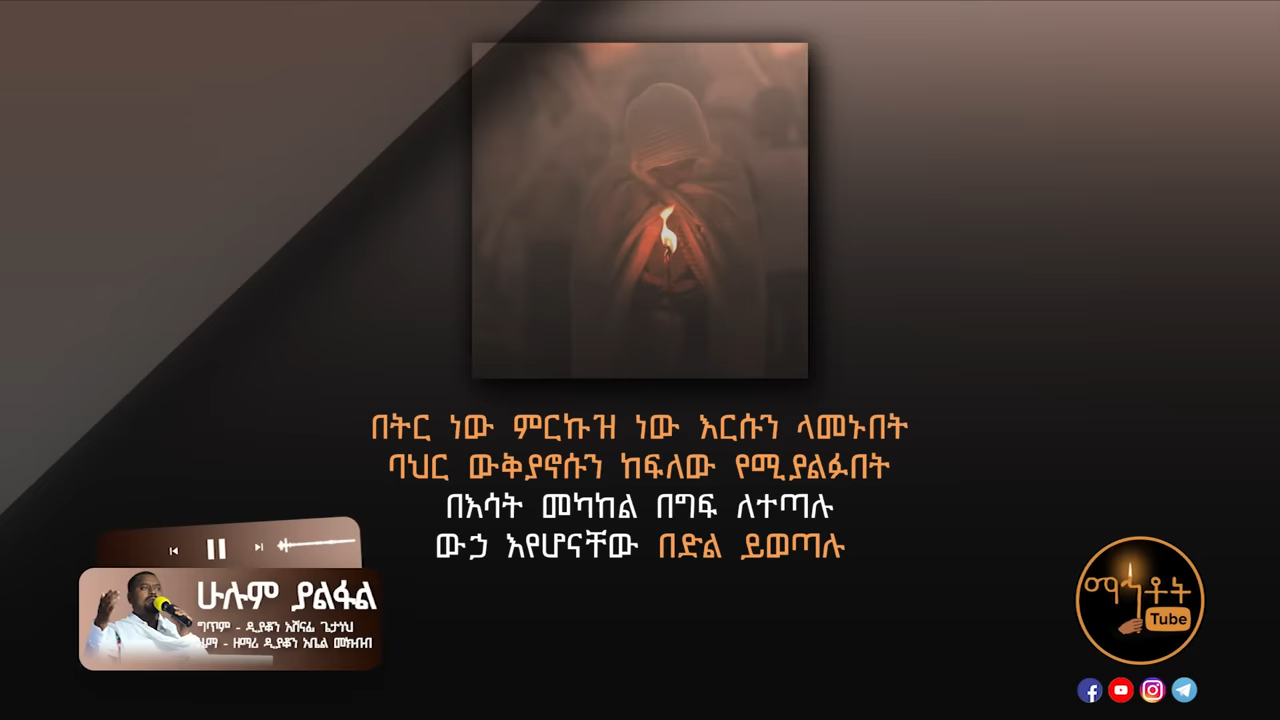 በትር ነው ምርኩዝ ነው እርሱን ላመኑበት
ባህር ውቅያኖሱን ከፍለው የሚያልፉበት
በእሳት መካከል በግፍ ለተጣሉ
ውኃ እየሆናቸው በድል ይወጣሉ
ሁሉም ያልፋል
ግጥም - ዲያቆን አሸናፊ ጌታነህ
ዜማ - ዘማሪ ዲያቆን አቤል መክብብ
ማኅቶት
Tube